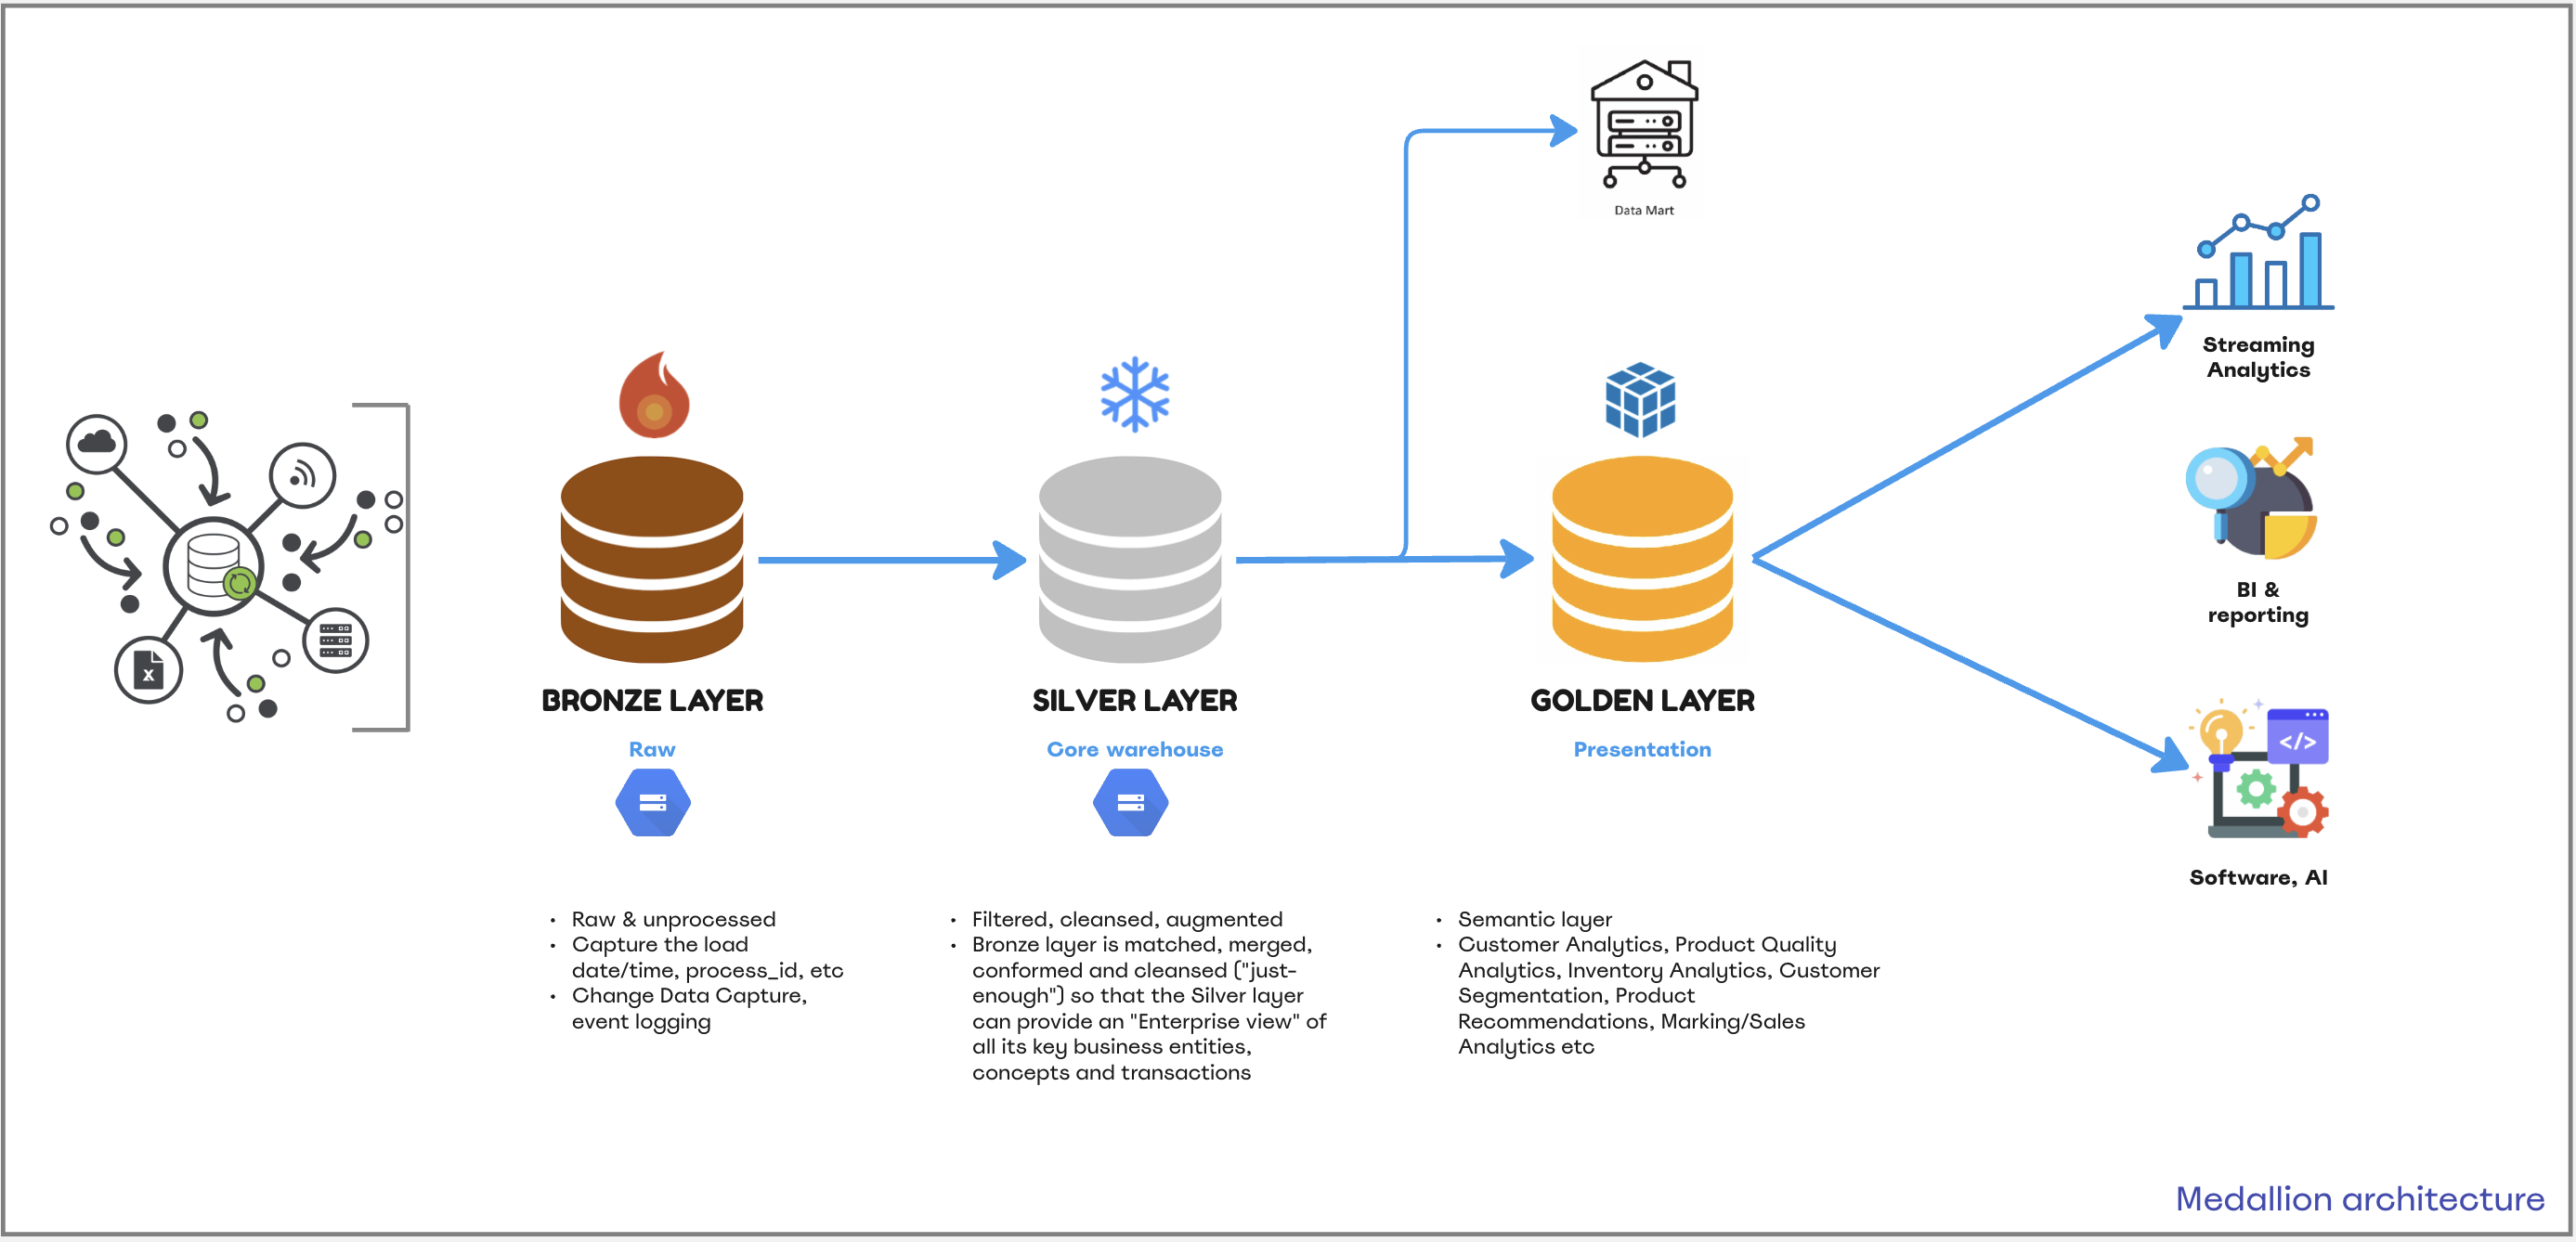 Data Mart
Streaming
Analytics
BI &
reporting
X
</>
Software, AI
BRONZE LAYER
SILVER LAYER
GOLDEN LAYER
Raw
Core warehouse
Presentation
• Raw & unprocessed
• Capture the load
date/time, process_id, etc
• Change Data Capture,
event logging
• Filtered, cleansed, augmented
• Bronze layer is matched, merged,
conformed and cleansed ("just-
enough") so that the Silver layer
can provide an "Enterprise view" of
all its key business entities,
concepts and transactions
• Semantic layer
• Customer Analytics, Product Quality
Analytics, Inventory Analytics, Customer
Segmentation, Product
Recommendations, Marking/Sales
Analytics etc
Medallion architecture